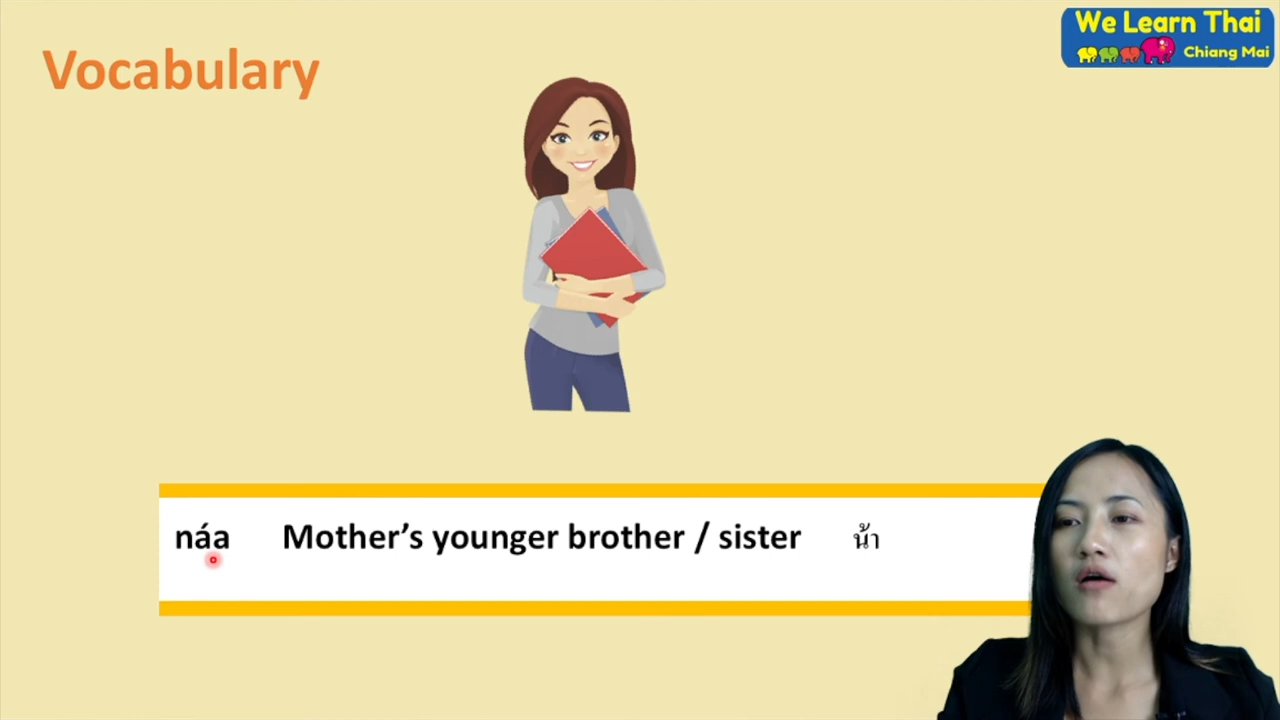 We Learn Thai
Chiang Mai
Vocabulary
náa Mother's younger brother / sister น้า